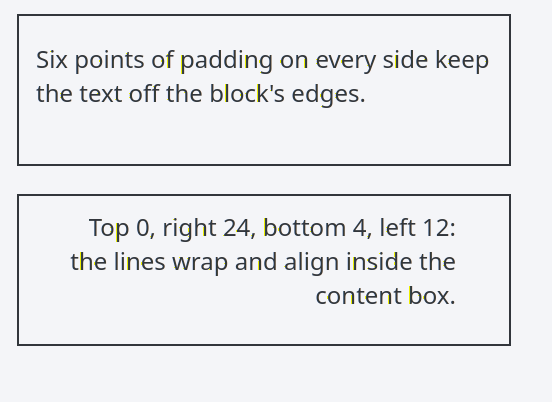 Six points of padding on every side keep
the text off the block's edges.
Top 0, right 24, bottom 4, left 12:
the lines wrap and align inside the
content box.